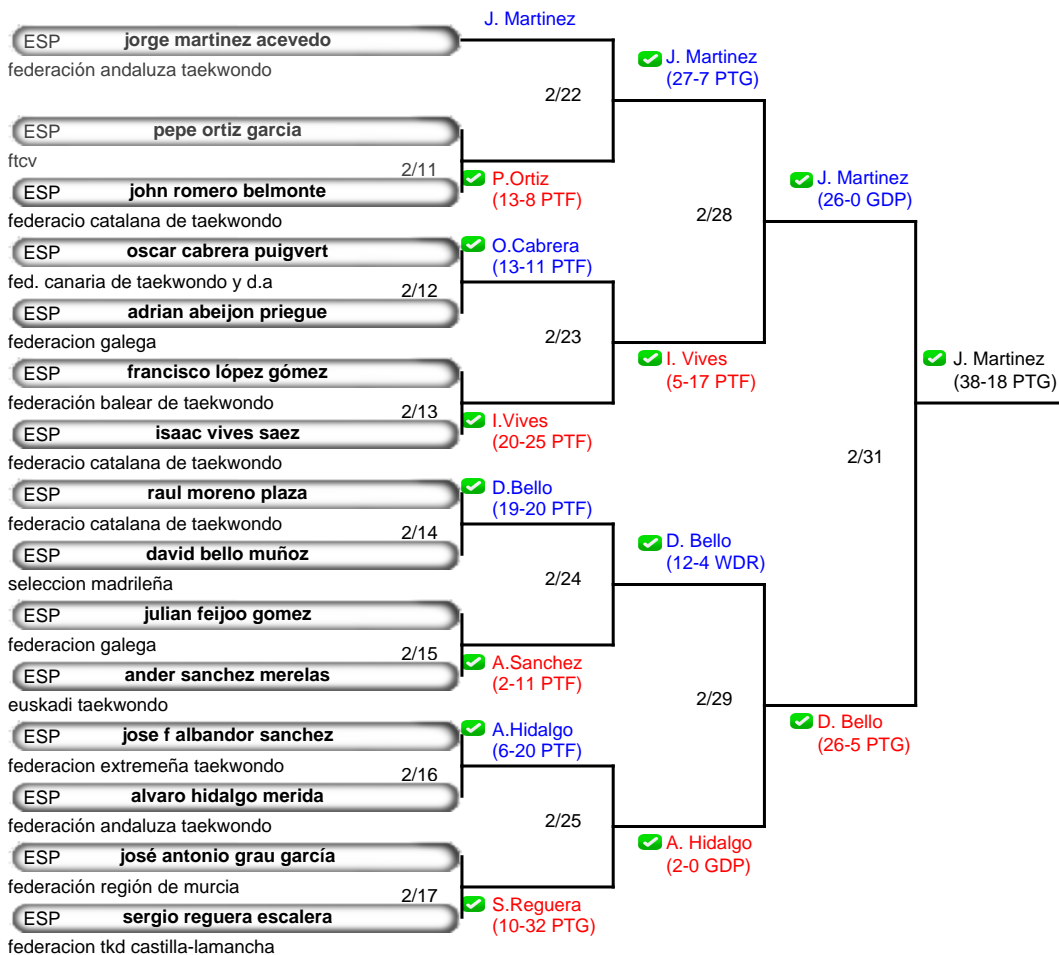 J. Martinez
ESP jorge martinez acevedo
federación andaluza taekwondo
J. Martinez
(27-7 PTG)
2/22
ESP pepe ortiz garcia
ftcv
2/11
P.Ortiz
(13-8 PTF)
ESP john romero belmonte
federacio catalana de taekwondo
J. Martinez
(26-0 GDP)
2/28
ESP oscar cabrera puigvert
O.Cabrera
(13-11 PTF)
fed. canaria de taekwondo y d.a
2/12
ESP adrian abeijon priegue
federacion galega
2/23
I. Vives
(5-17 PTF)
J. Martinez
(38-18 PTG)
ESP francisco lópez gómez
federación balear de taekwondo
2/13
I.Vives
(20-25 PTF)
ESP isaac vives saez
federacio catalana de taekwondo
2/31
ESP raul moreno plaza
D.Bello
(19-20 PTF)
federacio catalana de taekwondo
2/14
ESP david bello muñoz
D. Bello
(12-4 WDR)
seleccion madrileña
2/24
ESP julian feijoo gomez
federacion galega
2/15
A.Sanchez
(2-11 PTF)
ESP ander sanchez merelas
euskadi taekwondo
2/29
D. Bello
(26-5 PTG)
ESP jose f albandor sanchez
A.Hidalgo
(6-20 PTF)
federacion extremeña taekwondo
2/16
ESP alvaro hidalgo merida
federación andaluza taekwondo
2/25
A. Hidalgo
(2-0 GDP)
ESP josé antonio grau garcía
federación región de murcia
2/17
S.Reguera
(10-32 PTG)
ESP sergio reguera escalera
federacion tkd castilla-lamancha